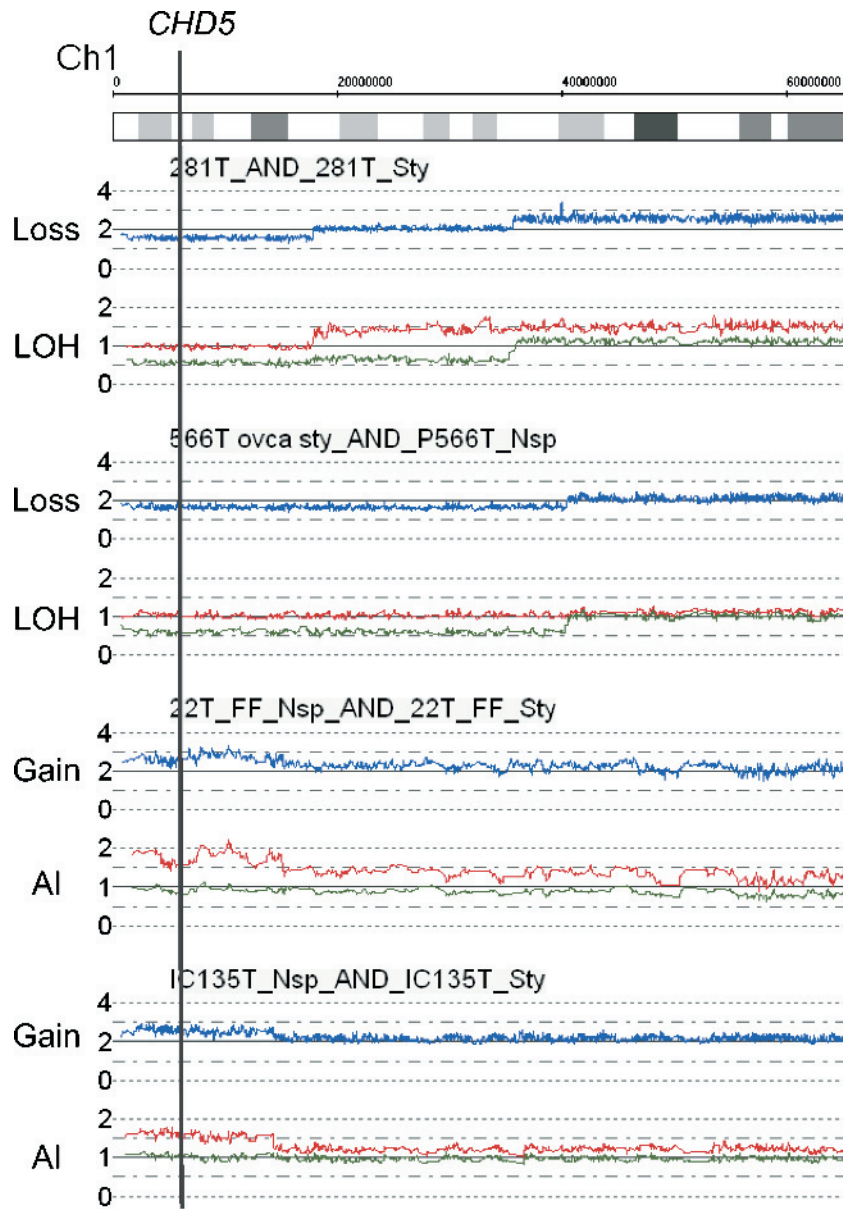 CHD5
Ch1
0 20000000 40000000 60000000
281T_AND_281T_Sty
4
Loss 2
0
2
LOH 1
0
566T ovca sty_AND_P566T_Nsp
4
Loss 2
0
2
LOH 1
0
22T_FF_Nsp_AND_22T_FF_Sty
4
Gain 2
0
2
AI 1
0
IC135T_Nsp_AND_IC135T_Sty
4
Gain 2
0
2
AI 1
0